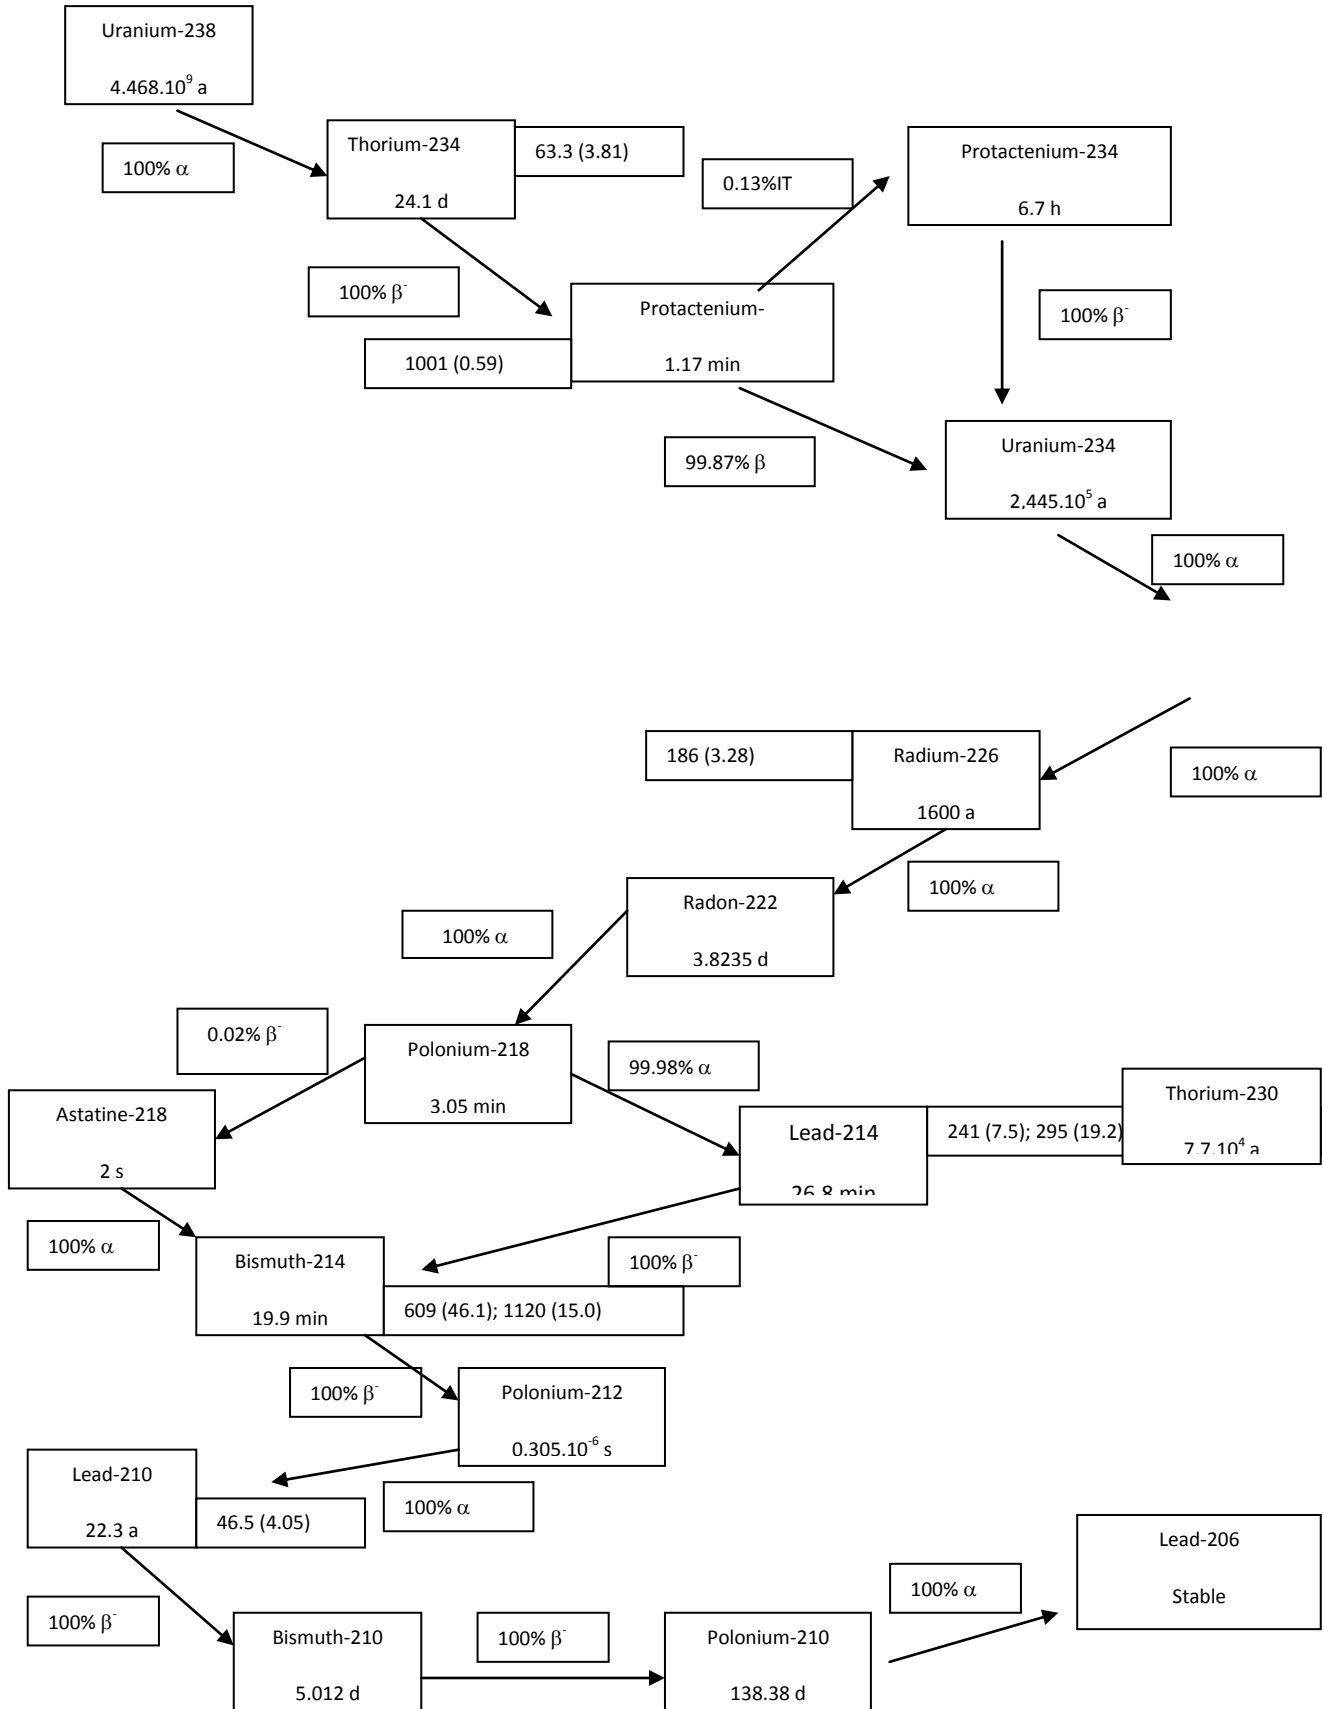 Uranium-238
4.468.10⁹ a
100% α
Thorium-234
24.1 d
63.3 (3.81)
0.13%IT
Protactenium-234
6.7 h
100% β⁻
Protactenium-
1.17 min
1001 (0.59)
100% β⁻
99.87% β
Uranium-234
2,445.10⁵ a
100% α
186 (3.28)
Radium-226
1600 a
100% α
100% α
Radon-222
3.8235 d
100% α
0.02% β⁻
Polonium-218
3.05 min
99.98% α
Astatine-218
2 s
Lead-214
26.8 min
241 (7.5); 295 (19.2)
Thorium-230
7.7.10⁴ a
100% α
Bismuth-214
19.9 min
100% β⁻
609 (46.1); 1120 (15.0)
100% β⁻
Polonium-212
0.305.10⁻⁶ s
Lead-210
22.3 a
46.5 (4.05)
100% α
Lead-206
Stable
100% α
100% β⁻
Bismuth-210
5.012 d
100% β⁻
Polonium-210
138.38 d